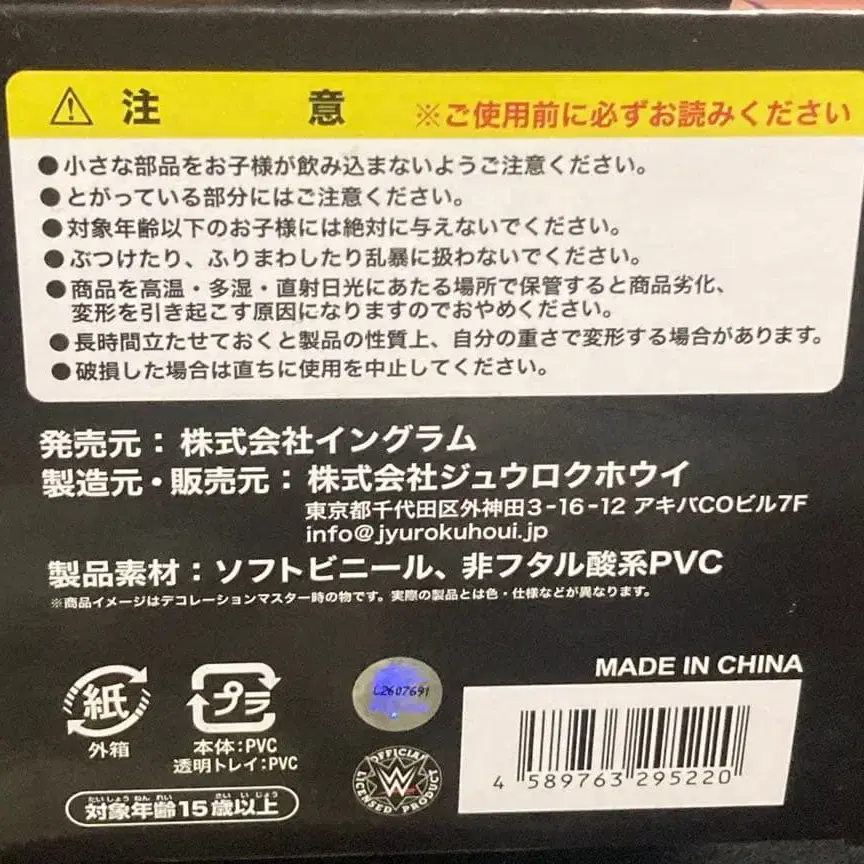 注 意 ※ご使用前に必ずお読みください
●小さな部品をお子様が飲み込まないようご注意ください。
●とがっている部分にはご注意ください。
●対象年齢以下のお子様には絶対に与えないでください。
●ぶつけたり、ふりまわしたり乱暴に扱わないでください。
●商品を高温・多湿・直射日光にあたる場所で保管すると商品劣化、
変形を引き起こす原因になりますのでおやめください。
●長時間立たせておくと製品の性質上、自分の重さで変形する場合があります。
●破損した場合は直ちに使用を中止してください。
発売元：株式会社イングラム
製造元・販売元：株式会社ジュウロクホウイ
東京都千代田区外神田3-16-12 アキバCOビル7F
info@jyurokuhoui.jp
製品素材：ソフトビニール、非フタル酸系PVC
※商品イメージはデコレーションマスター時の物です。実際の製品とは色・仕様などが異なります。
紙
外箱
プラ
本体：PVC
透明トレイ：PVC
たいしょうねんれい さいいじょう
対象年齢15歳以上
L2607691
OFFICIAL
W
LICENSED PRODUCT
MADE IN CHINA
4 589763 295220